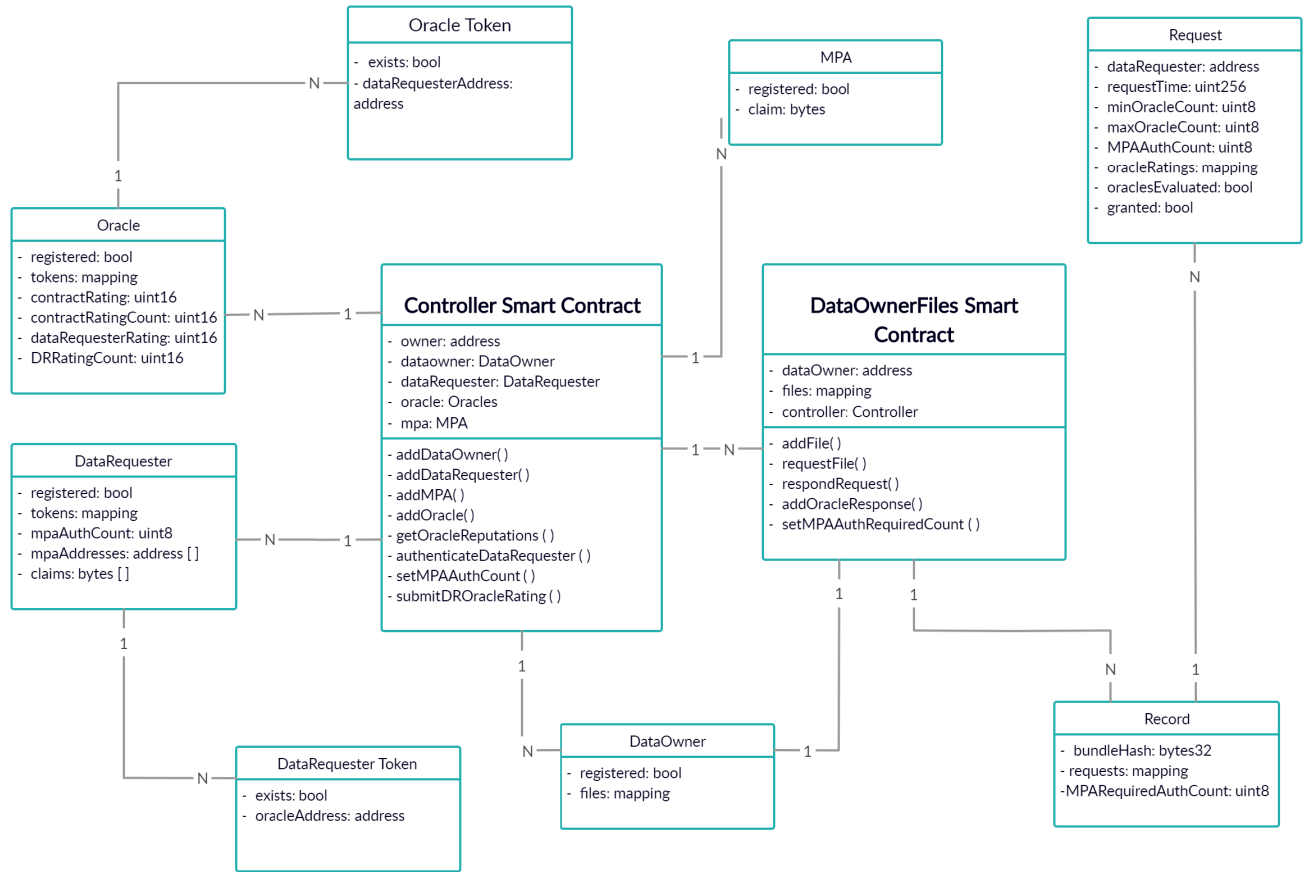 Oracle Token
- exists: bool
- dataRequesterAddress:
address
N
1
MPA
- registered: bool
- claim: bytes
N
1
Request
- dataRequester: address
- requestTime: uint256
- minOracleCount: uint8
- maxOracleCount: uint8
- MPAAuthCount: uint8
- oracleRatings: mapping
- oraclesEvaluated: bool
- granted: bool
N
1
Oracle
- registered: bool
- tokens: mapping
- contractRating: uint16
- contractRatingCount: uint16
- dataRequesterRating: uint16
- DRRatingCount: uint16
N
1
Controller Smart Contract
- owner: address
- dataowner: DataOwner
- dataRequester: DataRequester
- oracle: Oracles
- mpa: MPA
- addDataOwner()
- addDataRequester()
- addMPA()
- addOracle()
- getOracleReputations ( )
- authenticateDataRequester ( )
- setMPAAuthCount ( )
- submitDROracleRating ( )
1
N
DataOwnerFiles Smart
Contract
- dataOwner: address
- files: mapping
- controller: Controller
- addFile( )
- requestFile( )
- respondRequest( )
- addOracleResponse( )
- setMPAAuthRequiredCount ( )
DataRequester
- registered: bool
- tokens: mapping
- mpaAuthCount: uint8
- mpaAddresses: address [ ]
- claims: bytes [ ]
N
1
1
N
DataRequester Token
- exists: bool
- oracleAddress: address
1
N
DataOwner
- registered: bool
- files: mapping
1
1
1
N
Record
- bundleHash: bytes32
- requests: mapping
-MPARequiredAuthCount: uint8